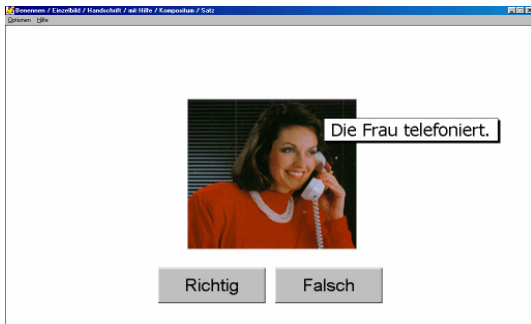 Benennen / Einzelbild / Handschrift / mit Hilfe / Kompositum / Satz
Optionen Hilfe
Die Frau telefoniert.
Richtig Falsch